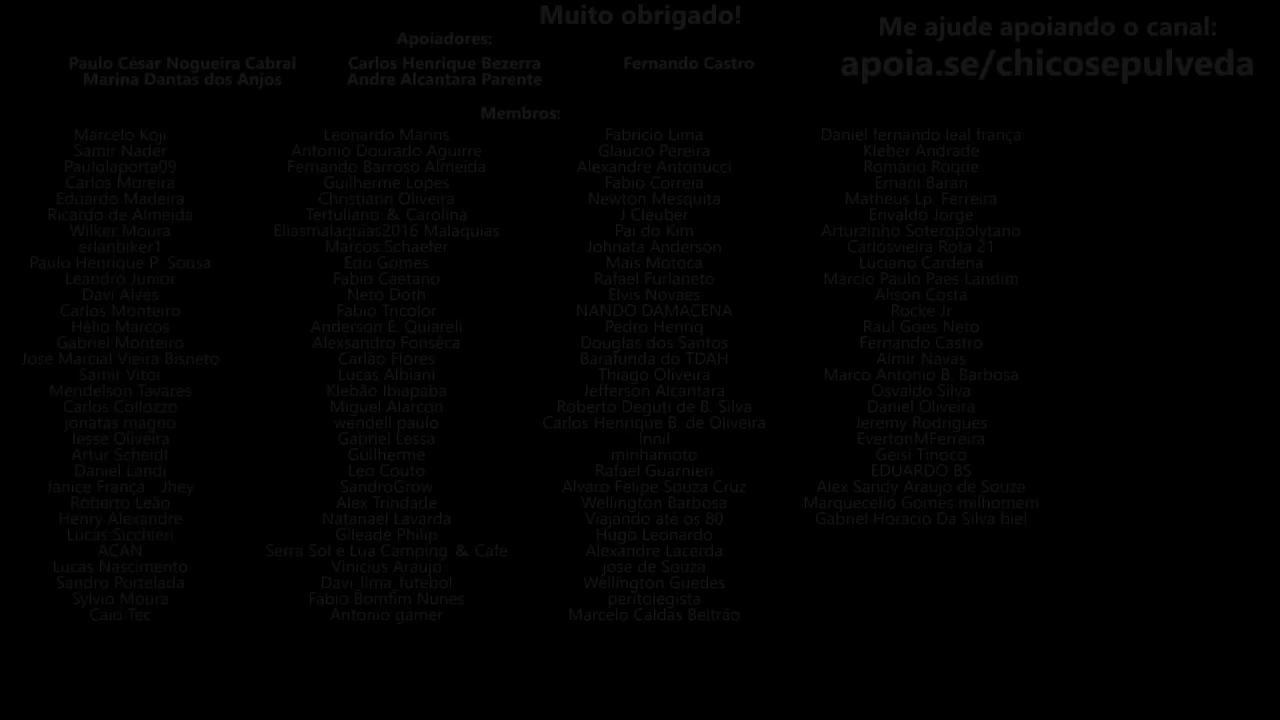 Muito obrigado!
Me ajude apoiando o canal:
apoia.se/chicosepulveda
Apoiadores:
Paulo César Nogueira Cabral
Marina Dantas dos Anjos
Carlos Henrique Bezerra
Andre Alcantara Parente
Fernando Castro
Membros:
Marcelo Koji
Samir Nader
Paulolaporta09
Carlos Moreira
Eduardo Madeira
Ricardo de Almeida
Wilker Moura
erlanbiker1
Paulo Henrique P. Sousa
Leandro Junior
Davi Alves
Carlos Monteiro
Hélio Marcos
Gabriel Monteiro
Jose Marcial Vieira Bisneto
Samir Vitor
Mendelson Tavares
Carlos Collozzo
jonatas magno
Jesse Oliveira
Artur Scheidt
Daniel Landi
Janice França _ Jhey
Roberto Leão
Henry Alexandre
Lucas Sicchieri
ACAN
Lucas Nascimento
Sandro Portelada
Sylvio Moura
Caio Tec
Leonardo Marins
Antonio Dourado Aguirre
Fernando Barroso Almeida
Guilherme Lopes
Christiann Oliveira
Tertuliano & Carolina
Eliasmalaquias2016 Malaquias
Marcos Schaefer
Edu Gomes
Fabio Caetano
Neto Doth
Fabio Tricolor
Anderson E. Quiareli
Alexsandro Fonsêca
Carlão Flores
Lucas Albiani
Klebão Ibiapaba
Miguel Alarcon
wendell paulo
Gabriel Lessa
Guilherme
Leo Couto
SandroGrow
Alex Trindade
Natanael Lavarda
Gileade Philip
Serra Sol e Lua Camping & Café
Vinicius Araujo
Davi_lima_futebol
Fabio Bomfim Nunes
Antonio gamer
Fabricio Lima
Glaucio Pereira
Alexandre Antonucci
Fabio Correia
Newton Mesquita
J Cleuber
Pai do Kim
Johnata Anderson
Mais Motoca
Rafael Furlaneto
Elvis Novaes
NANDO DAMACENA
Pedro Henriq
Douglas dos Santos
Barafunda do TDAH
Thiago Oliveira
Jefferson Alcantara
Roberto Deguti de B. Silva
Carlos Henrique B. de Oliveira
minhamoto
Rafael Guarnieri
Alvaro Felipe Souza Cruz
Wellington Barbosa
Viajando até os 80
Hugo Leonardo
Alexandre Lacerda
jose de Souza
Wellington Guedes
peritolegista
Marcelo Caldas Beltrão
Daniel fernando leal frança
Kleber Andrade
Romário Roque
Ernani Baran
Matheus Lp. Ferreira
Erivaldo Jorge
Arturzinho Soteropolytano
Carlosvieira Rota 21
Luciano Cardena
Márcio Paulo Paes Landim
Alison Costa
Rocke Jr
Raul Goes Neto
Fernando Castro
Almir Navas
Marco Antonio B. Barbosa
Osvaldo Silva
Daniel Oliveira
Jeremy Rodrigues
EvertonMFerreira
Geisi Tinoco
EDUARDO BS
Alex Sandy Araujo de Souza
Marquecelio Gomes milhomem
Gabriel Horacio Da Silva biel